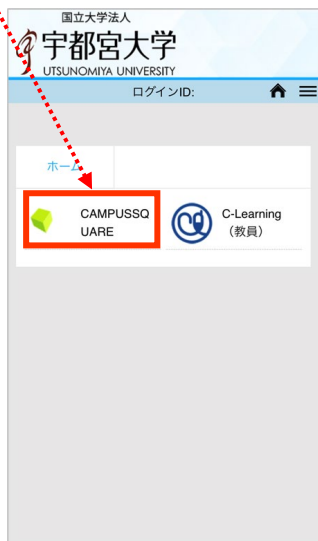 国立大学法人
宇都宮大学
UTSUNOMIYA UNIVERSITY
ログインID:
ホーム
CAMPUSSQ
UARE
C-Learning
（教員）